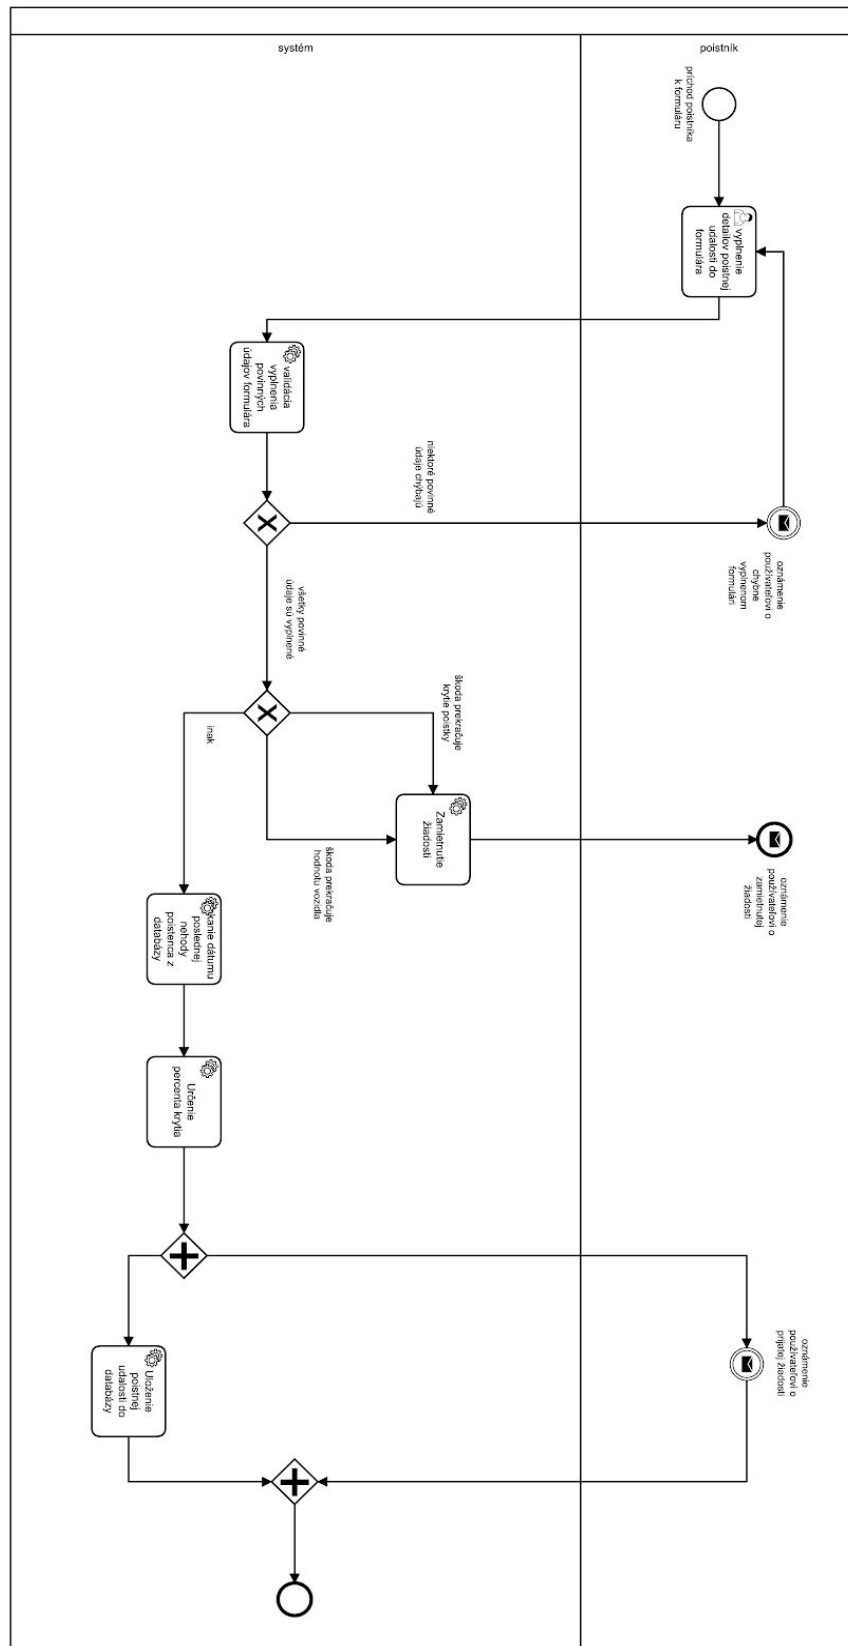 systém
poistník
príchod poistníka
k formuláru
vyplnenie
detailov poistnej
udalosti do
formulára
validácia
vyplnenia
povinných
údajov formulára
niektoré povinné
údaje chýbajú
oznámenie
používateľovi o
chybne
vyplnenom
formulári
všetky povinné
údaje sú vyplnené
škoda prekračuje
krytie poistky
inak
škoda prekračuje
hodnotu vozidla
Zamietnutie
žiadosti
oznámenie
používateľovi o
zamietnutej
žiadosti
dátumu
poslednej
nehody
poistenca z
databázy
Určenie
percenta krytia
oznámenie
používateľovi o
prijatej žiadosti
Uloženie
poistnej
udalosti do
databázy